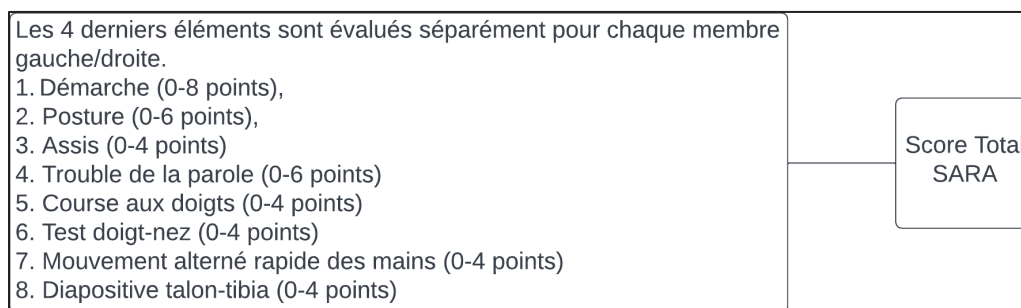 Les 4 derniers éléments sont évalués séparément pour chaque membre
gauche/droite.
1. Démarche (0-8 points),
2. Posture (0-6 points),
3. Assis (0-4 points)
4. Trouble de la parole (0-6 points)
5. Course aux doigts (0-4 points)
6. Test doigt-nez (0-4 points)
7. Mouvement alterné rapide des mains (0-4 points)
8. Diapositive talon-tibia (0-4 points)
Score Total
SARA